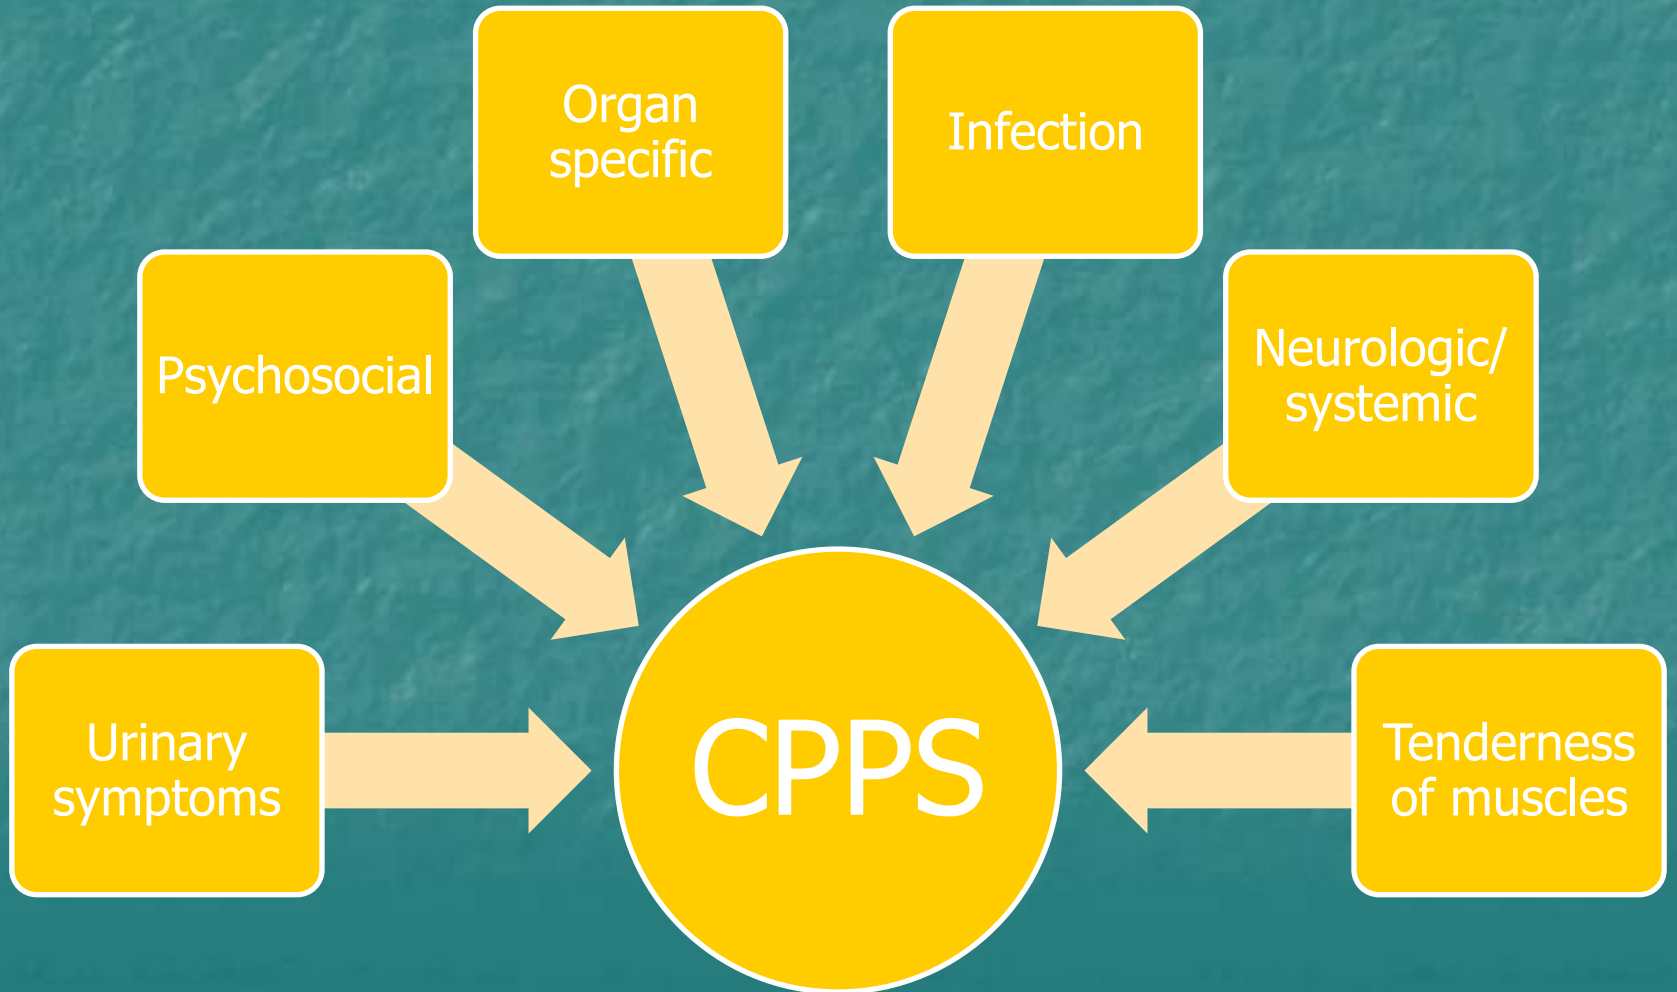 Organ
specific
Infection
Psychosocial
Neurologic/
systemic
Urinary
symptoms
CPPS
Tenderness
of muscles